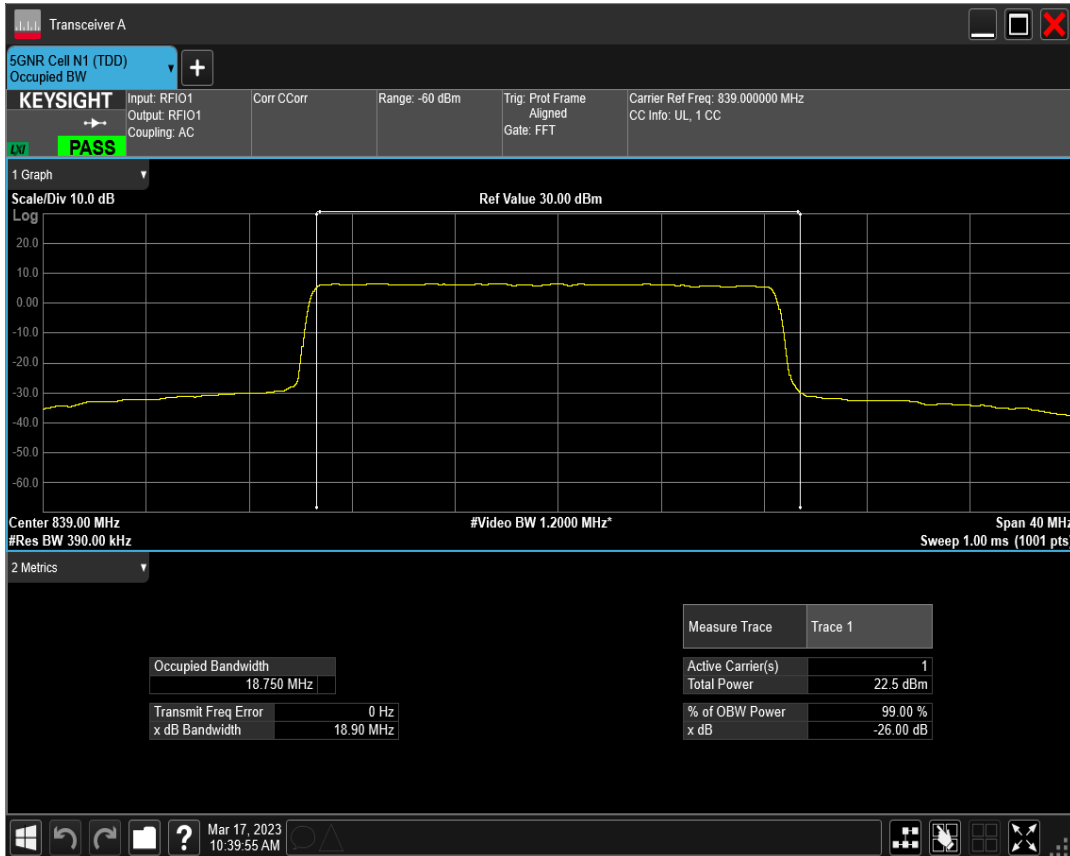 Transceiver A
5GNR Cell N1 (TDD)
Occupied BW
+
KEYSIGHT
LXI
PASS
Input: RFIO1
Output: RFIO1
Coupling: AC
Corr CCorr
Range: -60 dBm
Trig: Prot Frame
Aligned
Gate: FFT
Carrier Ref Freq: 839.000000 MHz
CC Info: UL, 1 CC
1 Graph
Scale/Div 10.0 dB
Ref Value 30.00 dBm
Log
20.0
10.0
0.00
-10.0
-20.0
-30.0
-40.0
-50.0
-60.0
Center 839.00 MHz
#Video BW 1.2000 MHz*
Span 40 MHz
#Res BW 390.00 kHz
Sweep 1.00 ms (1001 pts)
2 Metrics
Measure Trace Trace 1
Occupied Bandwidth
18.750 MHz
Active Carrier(s) 1
Total Power 22.5 dBm
Transmit Freq Error 0 Hz
x dB Bandwidth 18.90 MHz
% of OBW Power 99.00 %
x dB -26.00 dB
?
Mar 17, 2023
10:39:55 AM